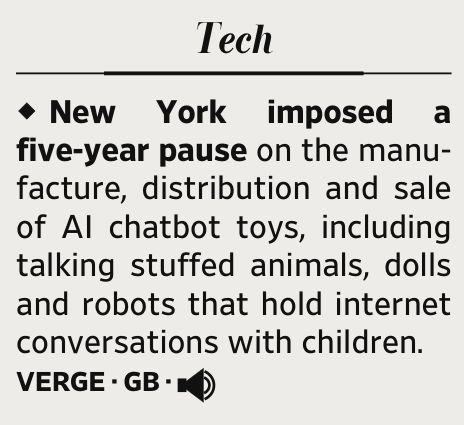 Tech
◆ New York imposed a
five-year pause on the manu-
facture, distribution and sale
of AI chatbot toys, including
talking stuffed animals, dolls
and robots that hold internet
conversations with children.
VERGE · GB ·